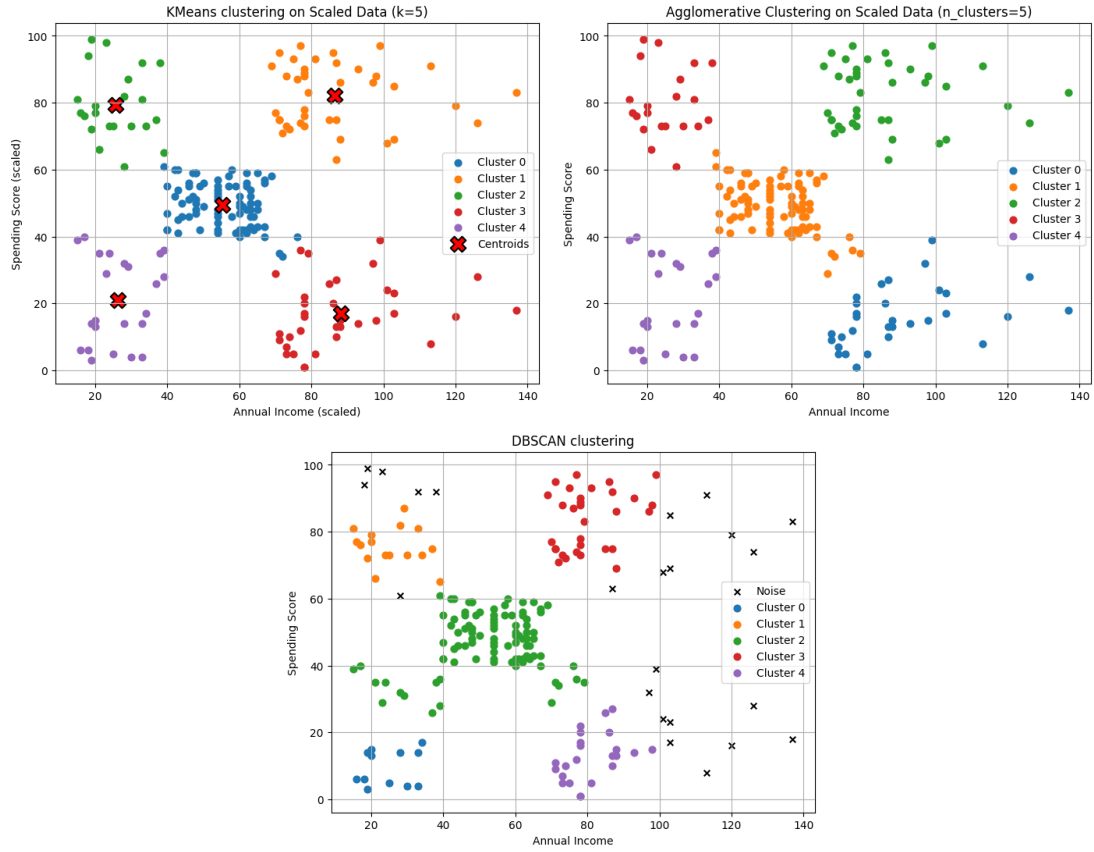 KMeans clustering on Scaled Data (k=5)
Spending Score (scaled)
100
80
60
40
20
0
Cluster 0
Cluster 1
Cluster 2
Cluster 3
Cluster 4
Centroids
20 40 60 80 100 120 140
Annual Income (scaled)
Agglomerative Clustering on Scaled Data (n_clusters=5)
Spending Score
100
80
60
40
20
0
Cluster 0
Cluster 1
Cluster 2
Cluster 3
Cluster 4
20 40 60 80 100 120 140
Annual Income
DBSCAN clustering
Spending Score
100
80
60
40
20
0
Noise
Cluster 0
Cluster 1
Cluster 2
Cluster 3
Cluster 4
20 40 60 80 100 120 140
Annual Income